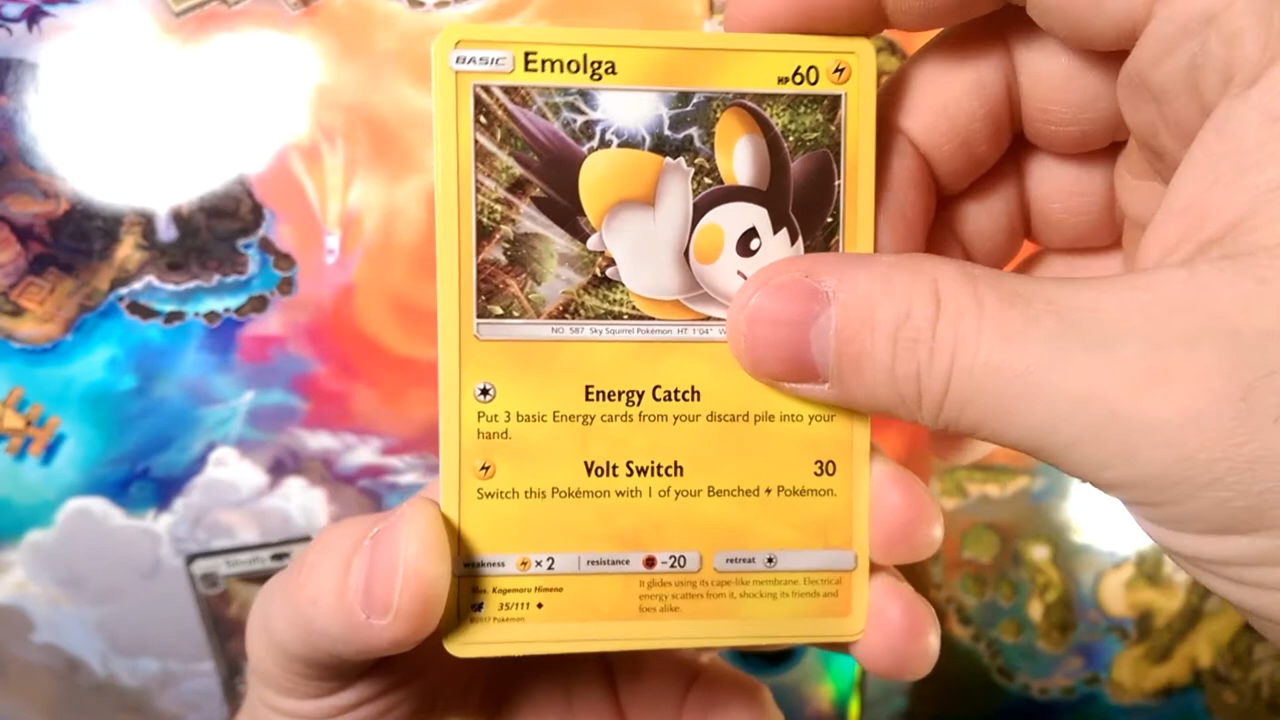 BASIC Emolga HP60
NO. 587 Sky Squirrel Pokémon HT: 1'04"
Energy Catch
Put 3 basic Energy cards from your discard pile into your
hand.
Volt Switch 30
Switch this Pokémon with 1 of your Benched Pokémon.
weakness ×2 resistance -20 retreat
Illus. Kagemaru Himeno
35/111
©2017 Pokémon
It glides using its cape-like membrane. Electrical
energy scatters from it, shocking its friends and
foes alike.